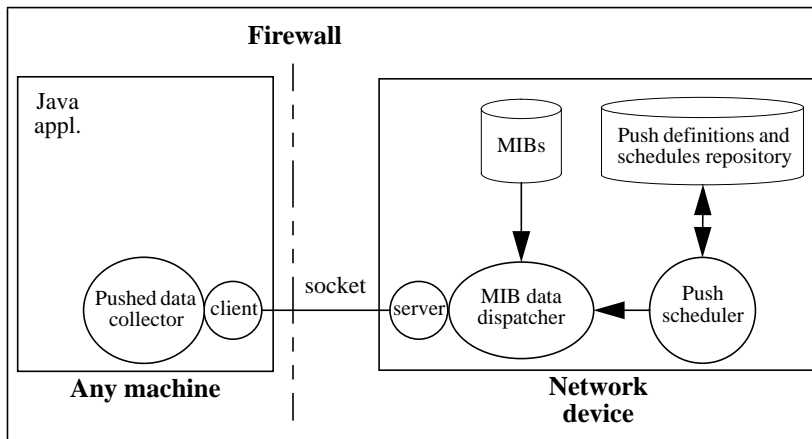 Firewall
Java
appl.
MIBs
Push definitions and
schedules repository
Pushed data
collector
client
socket
server
MIB data
dispatcher
Push
scheduler
Any machine
Network
device